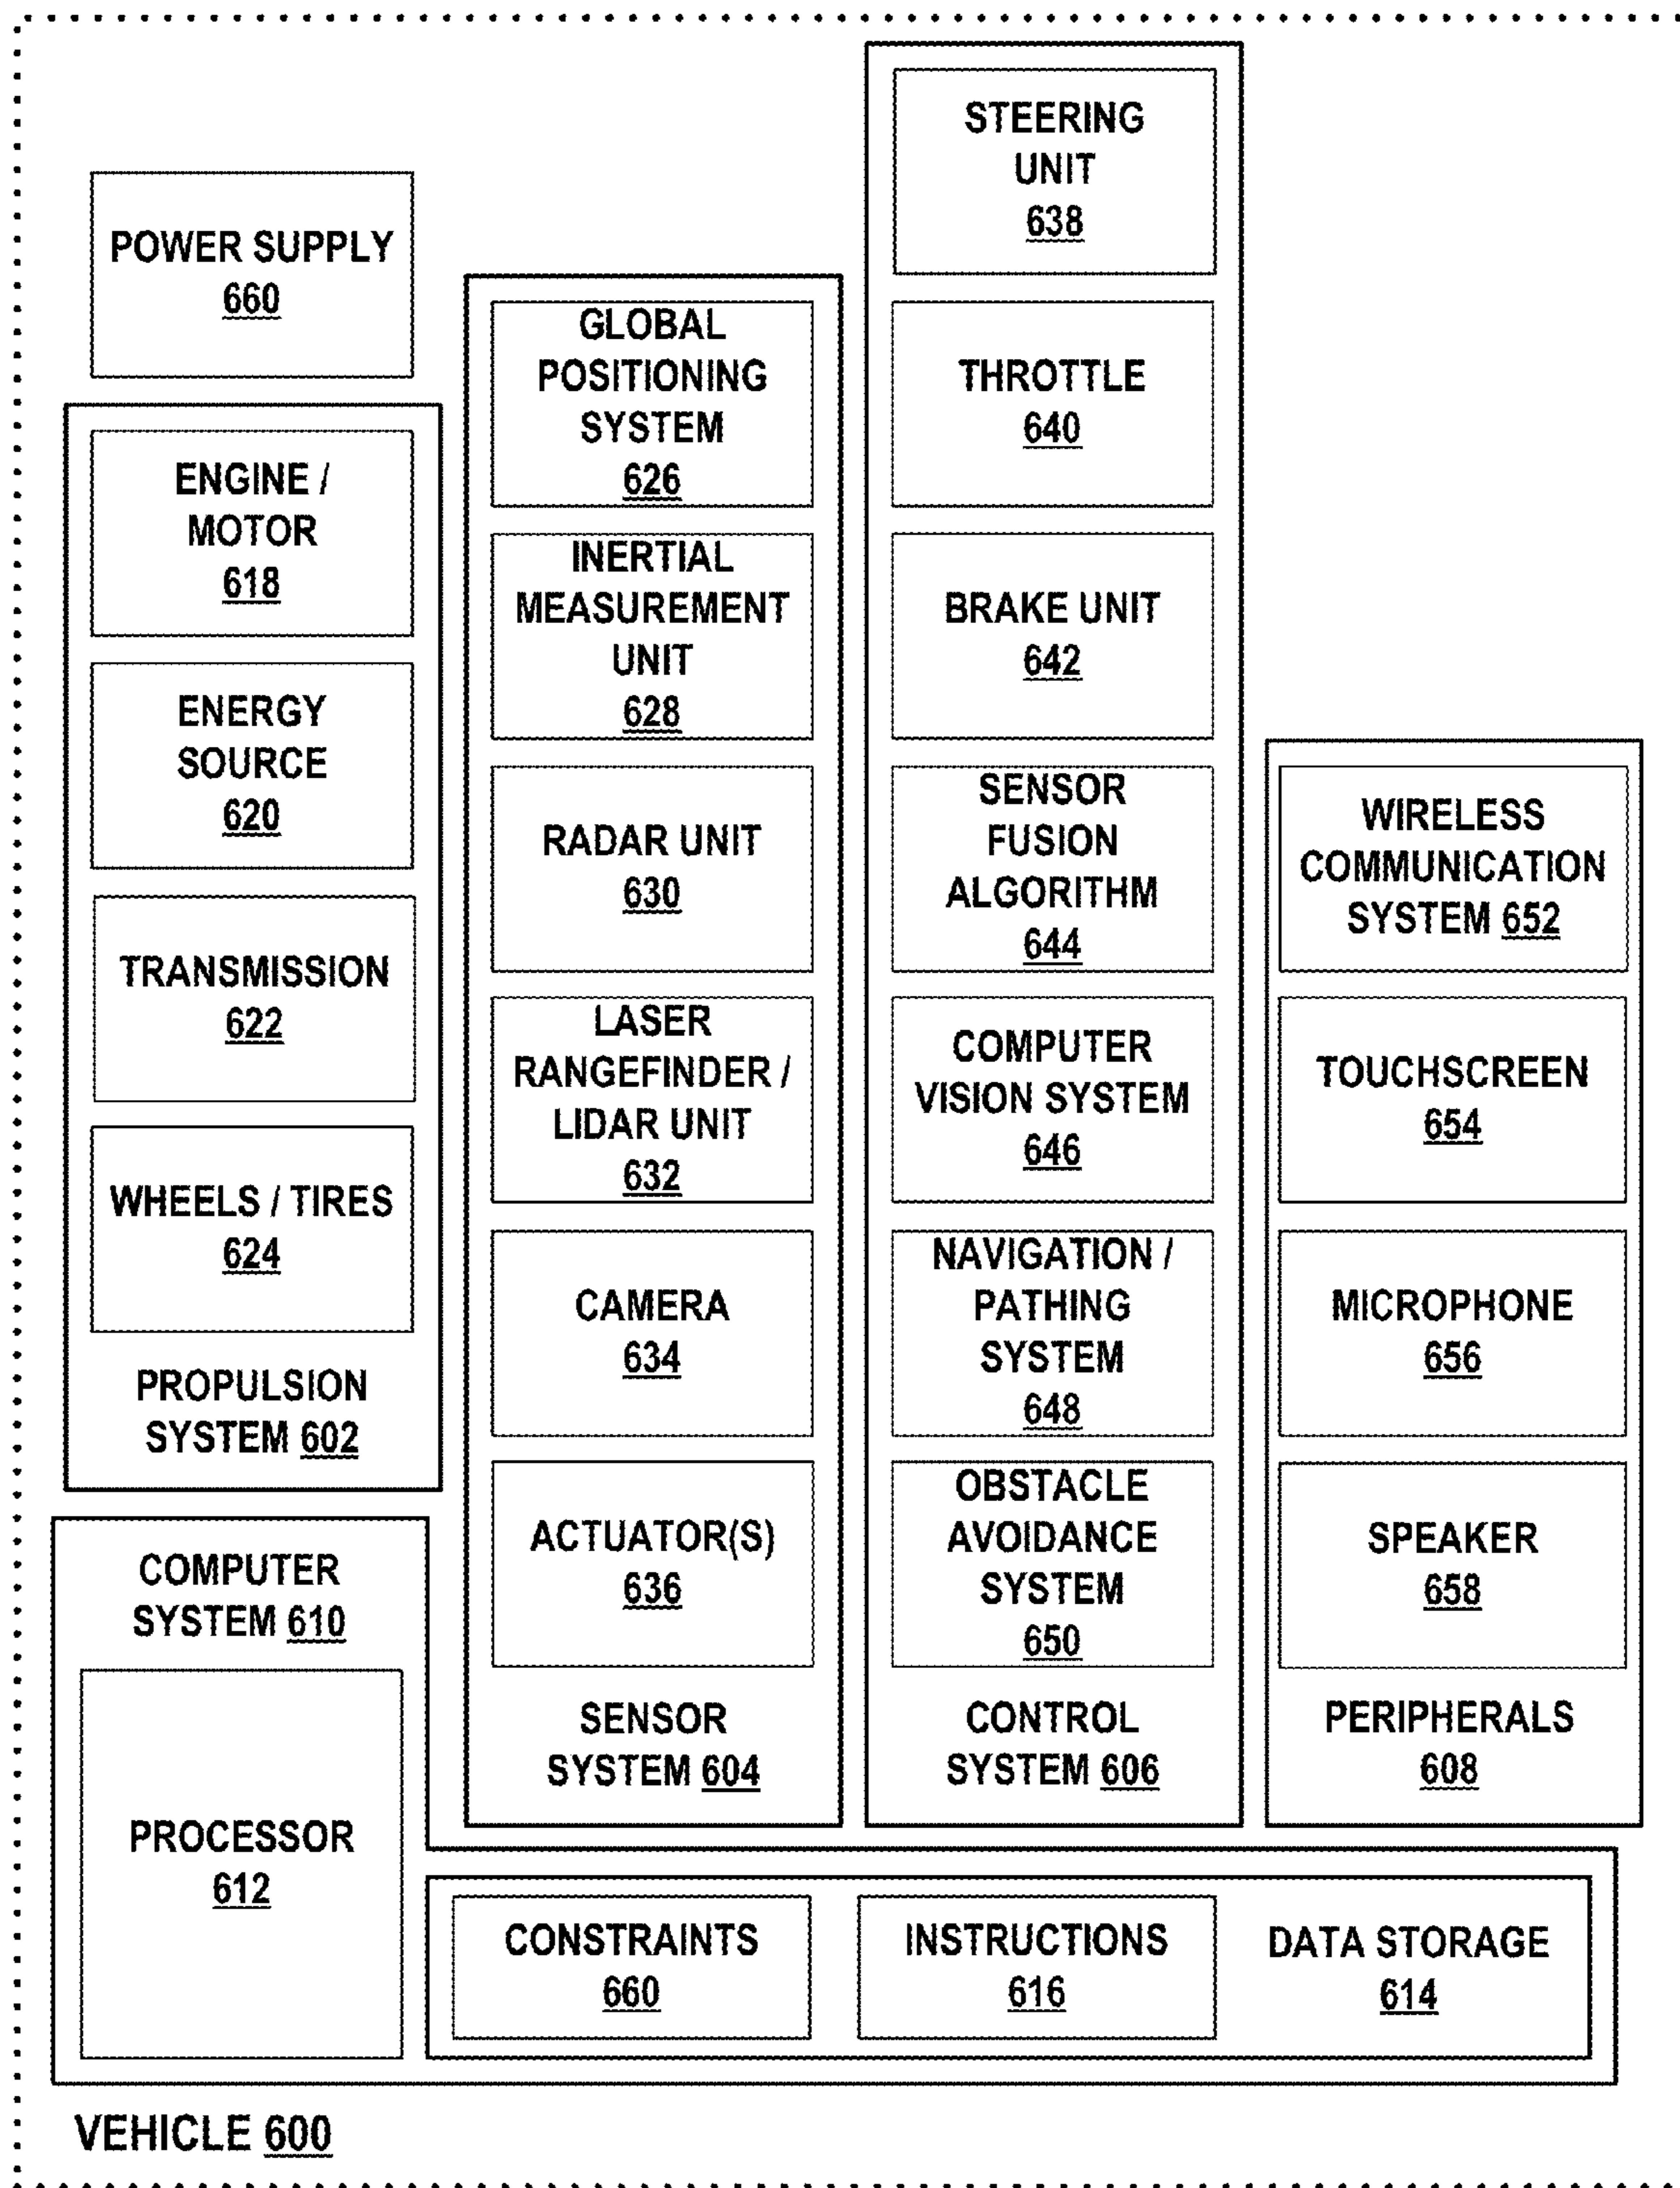 POWER SUPPLY
660
ENGINE /
MOTOR
618
ENERGY
SOURCE
620
TRANSMISSION
622
WHEELS / TIRES
624
PROPULSION
SYSTEM 602
GLOBAL
POSITIONING
SYSTEM
626
INERTIAL
MEASUREMENT
UNIT
628
RADAR UNIT
630
LASER
RANGEFINDER /
LIDAR UNIT
632
CAMERA
634
ACTUATOR(S)
636
SENSOR
SYSTEM 604
STEERING
UNIT
638
THROTTLE
640
BRAKE UNIT
642
SENSOR
FUSION
ALGORITHM
644
COMPUTER
VISION SYSTEM
646
NAVIGATION /
PATHING
SYSTEM
648
OBSTACLE
AVOIDANCE
SYSTEM
650
CONTROL
SYSTEM 606
WIRELESS
COMMUNICATION
SYSTEM 652
TOUCHSCREEN
654
MICROPHONE
656
SPEAKER
658
PERIPHERALS
608
COMPUTER
SYSTEM 610
PROCESSOR
612
CONSTRAINTS
660
INSTRUCTIONS
616
DATA STORAGE
614
VEHICLE 600